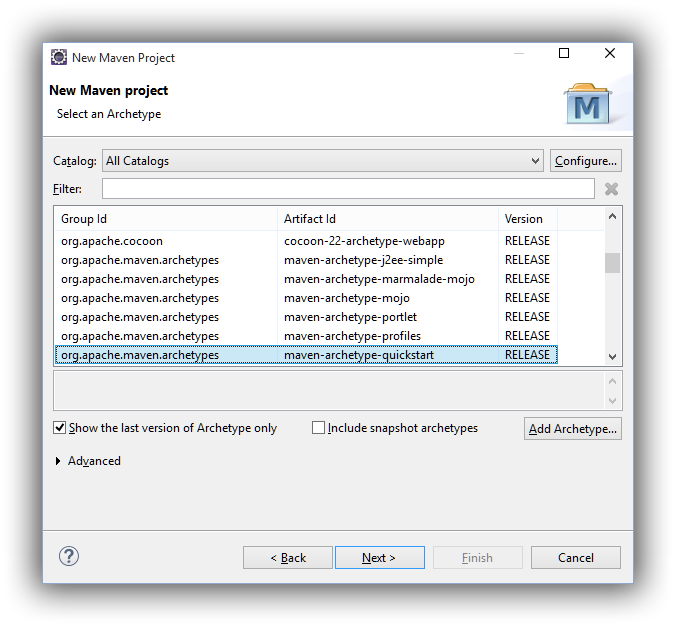 New Maven Project
New Maven project
Select an Archetype
M
Catalog: All Catalogs Configure...
Filter:
Group Id Artifact Id Version
org.apache.cocoon cocoon-22-archetype-webapp RELEASE
org.apache.maven.archetypes maven-archetype-j2ee-simple RELEASE
org.apache.maven.archetypes maven-archetype-marmalade-mojo RELEASE
org.apache.maven.archetypes maven-archetype-mojo RELEASE
org.apache.maven.archetypes maven-archetype-portlet RELEASE
org.apache.maven.archetypes maven-archetype-profiles RELEASE
org.apache.maven.archetypes maven-archetype-quickstart RELEASE
Show the last version of Archetype only Include snapshot archetypes Add Archetype...
Advanced
? < Back Next > Finish Cancel